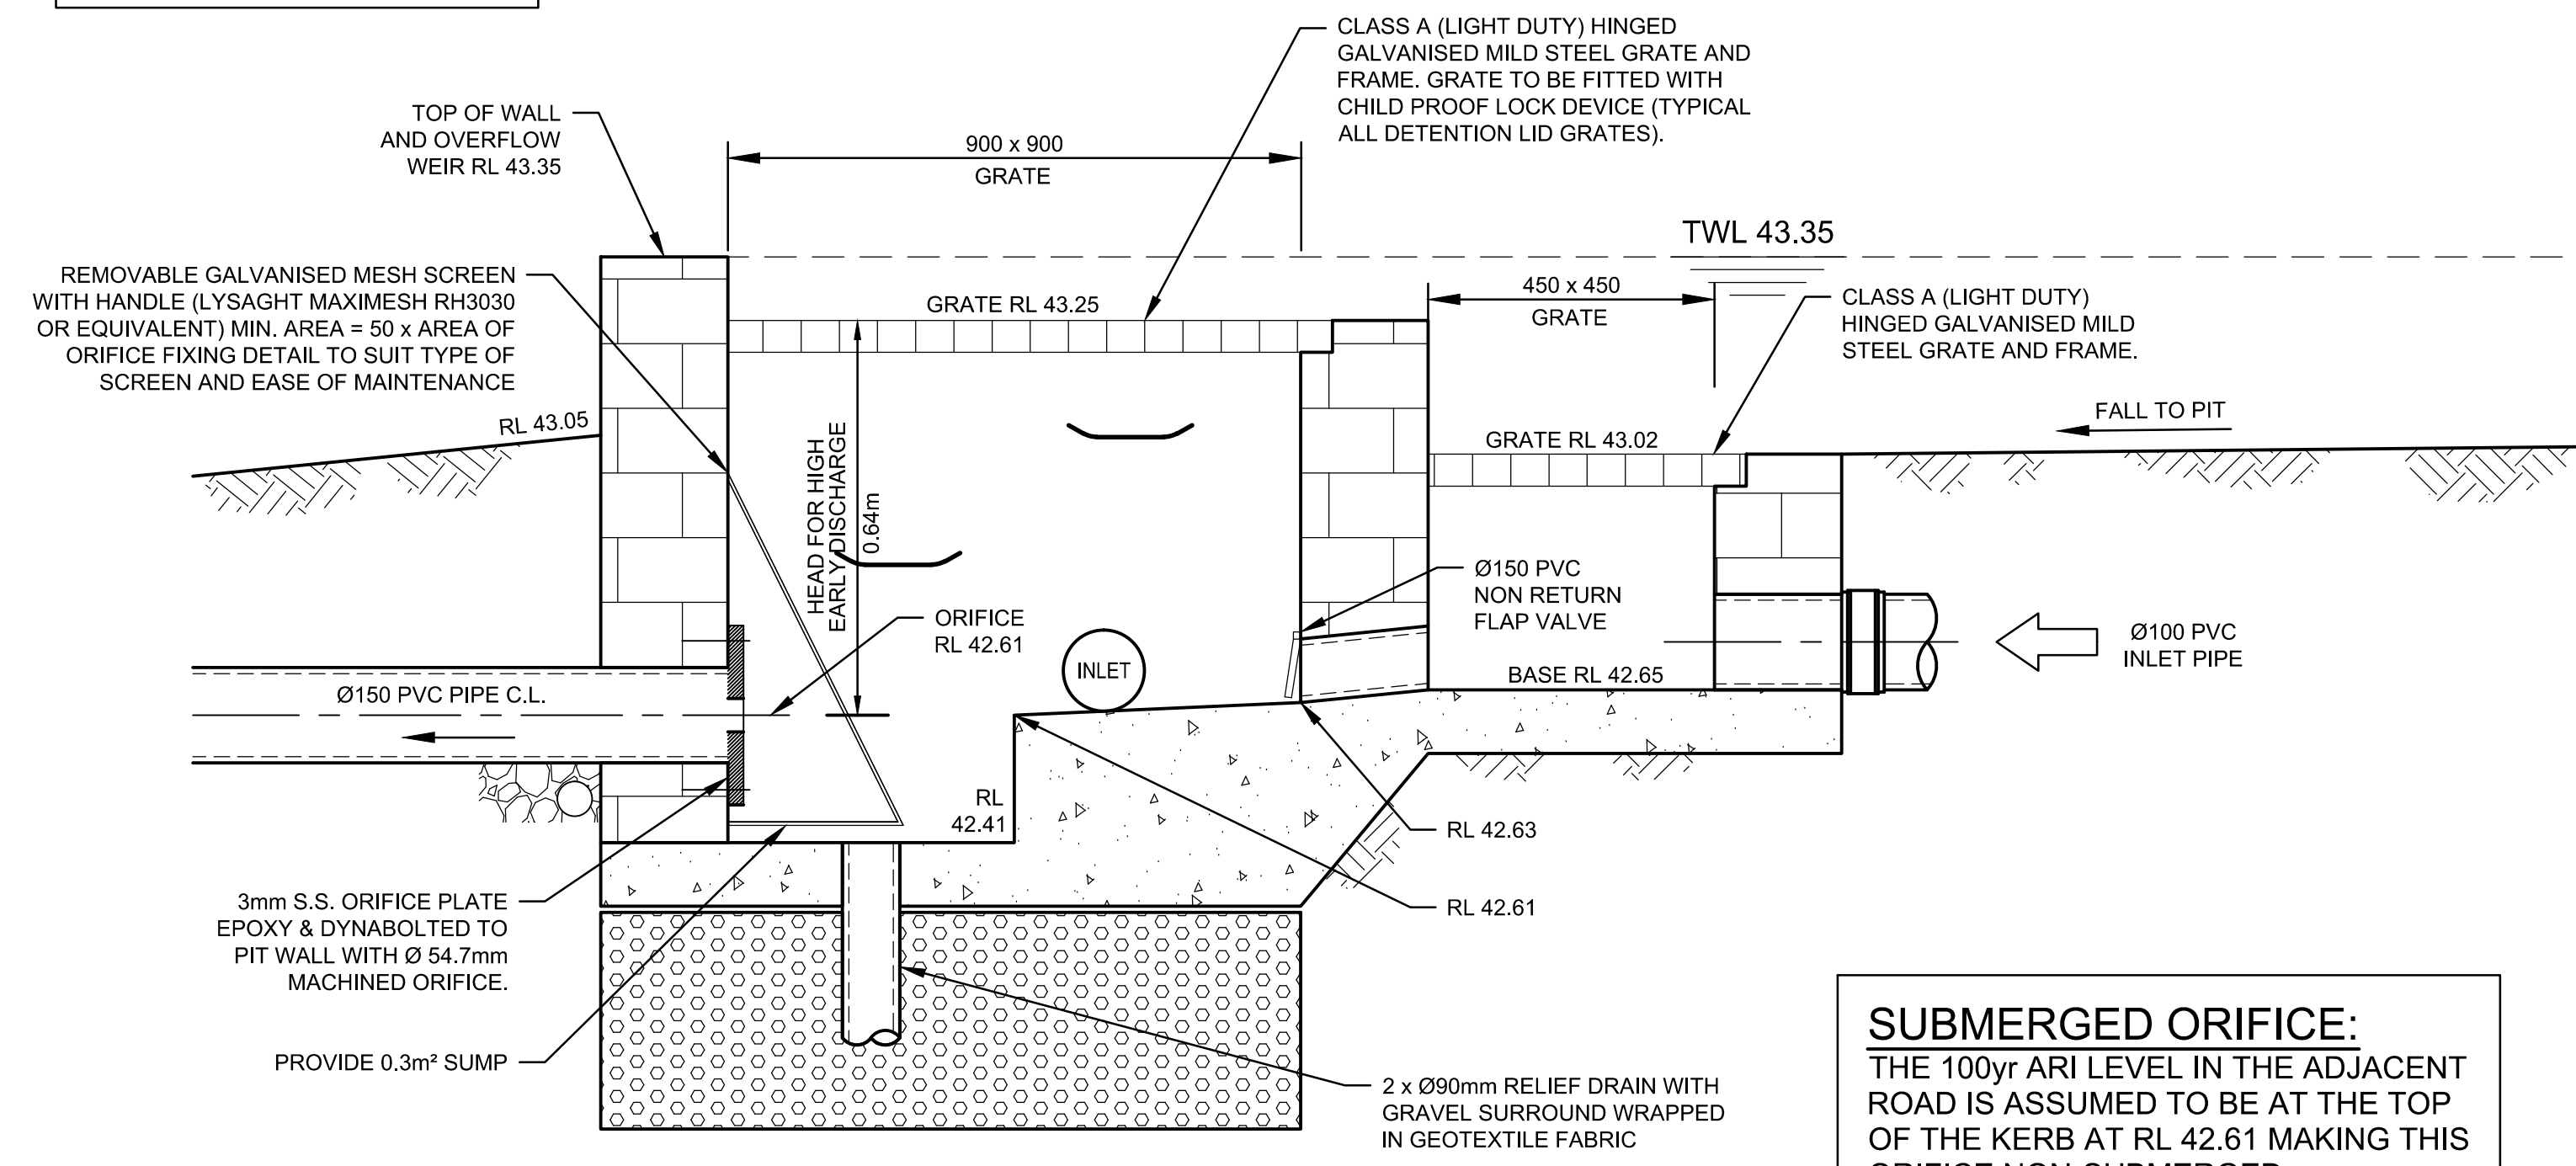 CLASS A (LIGHT DUTY) HINGED
GALVANISED MILD STEEL GRATE AND
FRAME. GRATE TO BE FITTED WITH
CHILD PROOF LOCK DEVICE (TYPICAL
ALL DETENTION LID GRATES).
TOP OF WALL
AND OVERFLOW
WEIR RL 43.35
900 x 900
GRATE
TWL 43.35
REMOVABLE GALVANISED MESH SCREEN
WITH HANDLE (LYSAGHT MAXIMESH RH3030
OR EQUIVALENT) MIN. AREA = 50 x AREA OF
ORIFICE FIXING DETAIL TO SUIT TYPE OF
SCREEN AND EASE OF MAINTENANCE
GRATE RL 43.25
450 x 450
GRATE
CLASS A (LIGHT DUTY)
HINGED GALVANISED MILD
STEEL GRATE AND FRAME.
RL 43.05
FALL TO PIT
GRATE RL 43.02
HEAD FOR HIGH
EARLY DISCHARGE
0.64m
Ø150 PVC
NON RETURN
FLAP VALVE
ORIFICE
RL 42.61
INLET
Ø100 PVC
INLET PIPE
BASE RL 42.65
Ø150 PVC PIPE C.L.
RL
42.41
RL 42.63
RL 42.61
3mm S.S. ORIFICE PLATE
EPOXY & DYNABOLTED TO
PIT WALL WITH Ø 54.7mm
MACHINED ORIFICE.
PROVIDE 0.3m² SUMP
2 x Ø90mm RELIEF DRAIN WITH
GRAVEL SURROUND WRAPPED
IN GEOTEXTILE FABRIC
SUBMERGED ORIFICE:
THE 100yr ARI LEVEL IN THE ADJACENT
ROAD IS ASSUMED TO BE AT THE TOP
OF THE KERB AT RL 42.61 MAKING THIS
ORIFICE NON SUBMERGED